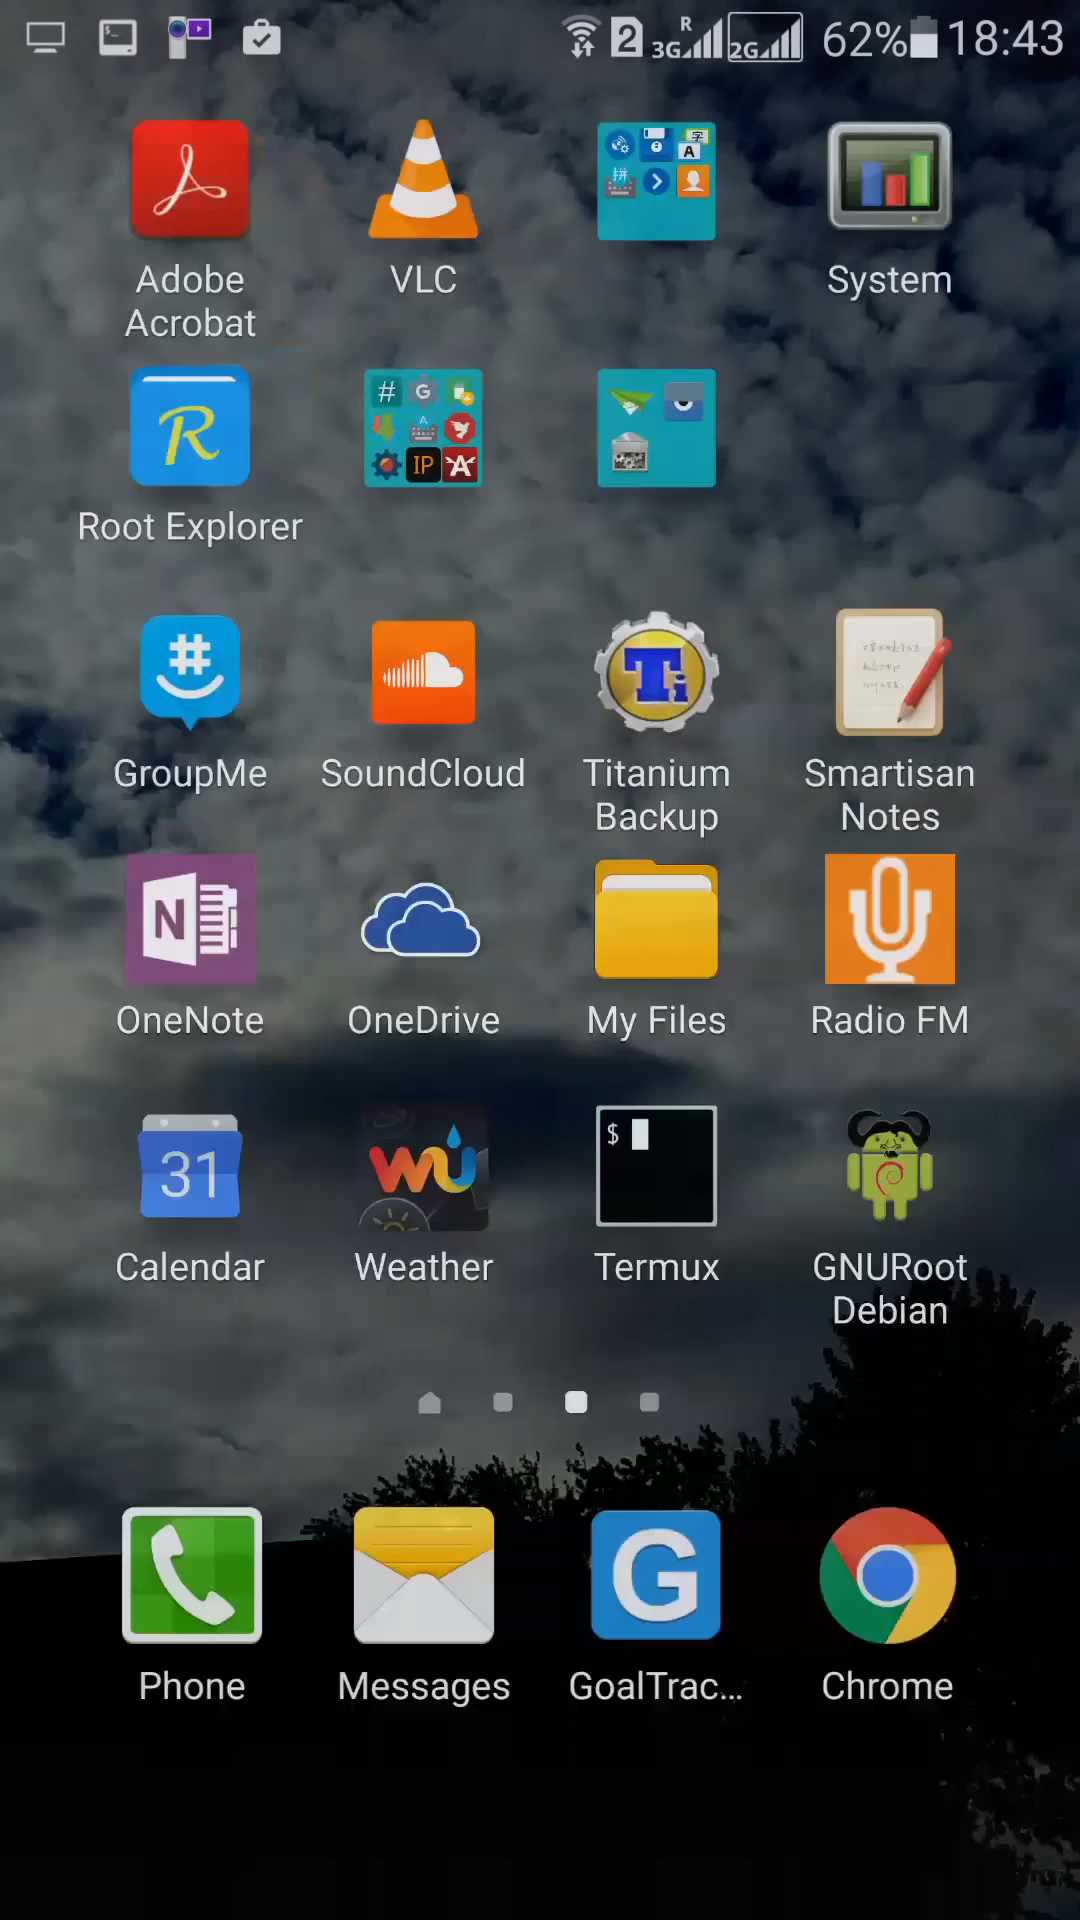 2 3G R 2G 62% 18:43
Adobe Acrobat
VLC
System
Root Explorer
GroupMe
SoundCloud
Titanium Backup
Smartisan Notes
OneNote
OneDrive
My Files
Radio FM
31
Calendar
Weather
Termux
GNURoot Debian
Phone
Messages
GoalTrac...
Chrome